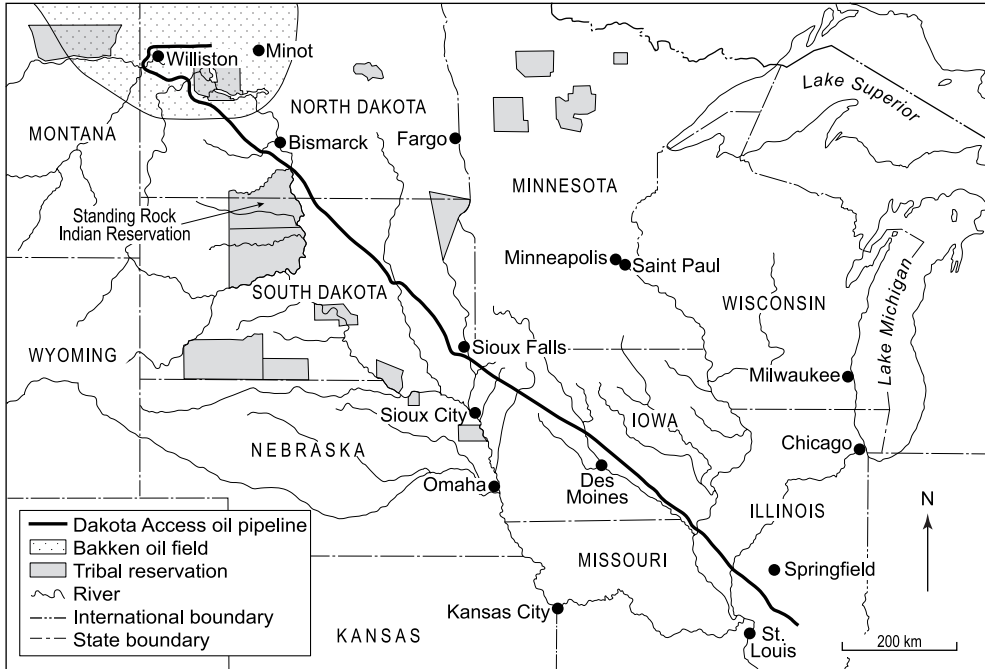 Williston
Minot
Lake Superior
NORTH DAKOTA
MONTANA
Bismarck
Fargo
MINNESOTA
Standing Rock
Indian Reservation
Minneapolis
Saint Paul
SOUTH DAKOTA
WISCONSIN
Lake Michigan
WYOMING
Sioux Falls
Milwaukee
Sioux City
IOWA
NEBRASKA
Chicago
Omaha
Des
Moines
ILLINOIS
N
Dakota Access oil pipeline
Bakken oil field
Tribal reservation
River
International boundary
State boundary
MISSOURI
Springfield
Kansas City
KANSAS
St.
Louis
200 km